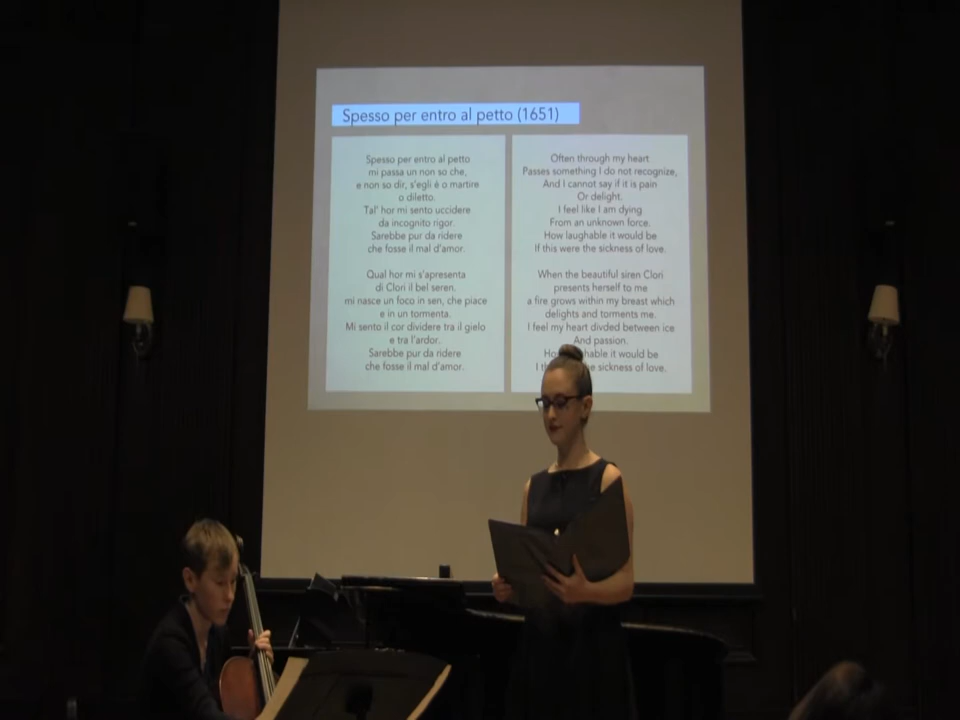 Spesso per entro al petto (1651)
Spesso per entro al petto
mi passa un non so che,
e non so dir, s'egli è o martire
o diletto.
Tal' hor mi sento uccidere
da incognito rigor.
Sarebbe pur da ridere
che fosse il mal d'amor.
Qual hor mi s'apresenta
di Clori il bel seren,
mi nasce un foco in sen, che piace
e in un tormenta.
Mi sento il cor dividere tra il gielo
e tra l'ardor.
Sarebbe pur da ridere
che fosse il mal d'amor.
Often through my heart
Passes something I do not recognize,
And I cannot say if it is pain
Or delight.
I feel like I am dying
From an unknown force.
How laughable it would be
If this were the sickness of love.
When the beautiful siren Clori
presents herself to me
a fire grows within my breast which
delights and torments me.
I feel my heart divded between ice
And passion.
it would be
sickness of love.